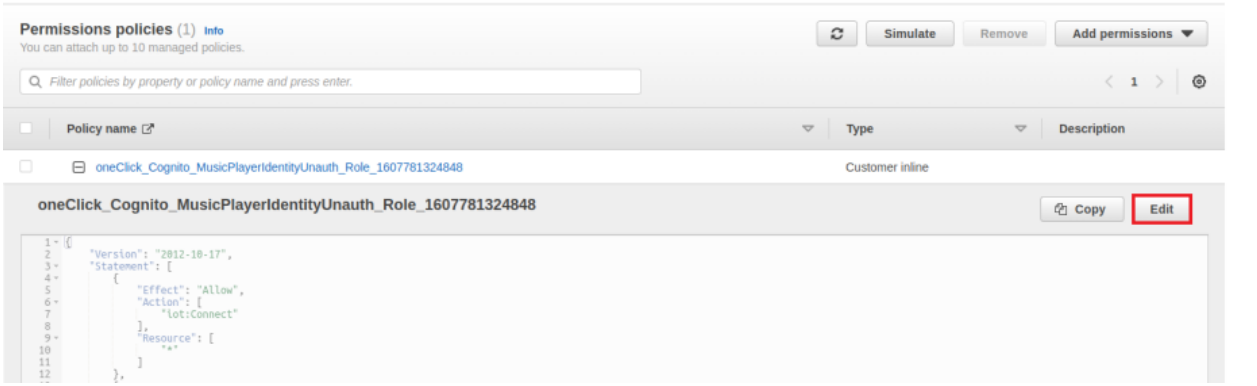 Permissions policies (1) Info
You can attach up to 10 managed policies.
Simulate
Remove
Add permissions
Filter policies by property or policy name and press enter.
1
Policy name
Type
Description
oneClick_Cognito_MusicPlayerIdentityUnauth_Role_1607781324848
Customer inline
oneClick_Cognito_MusicPlayerIdentityUnauth_Role_1607781324848
Copy
Edit
1 {
2 "Version": "2012-10-17",
3 "Statement": [
4 {
5 "Effect": "Allow",
6 "Action": [
7 "iot:Connect"
8 ],
9 "Resource": [
10 "*"
11 ]
12 },